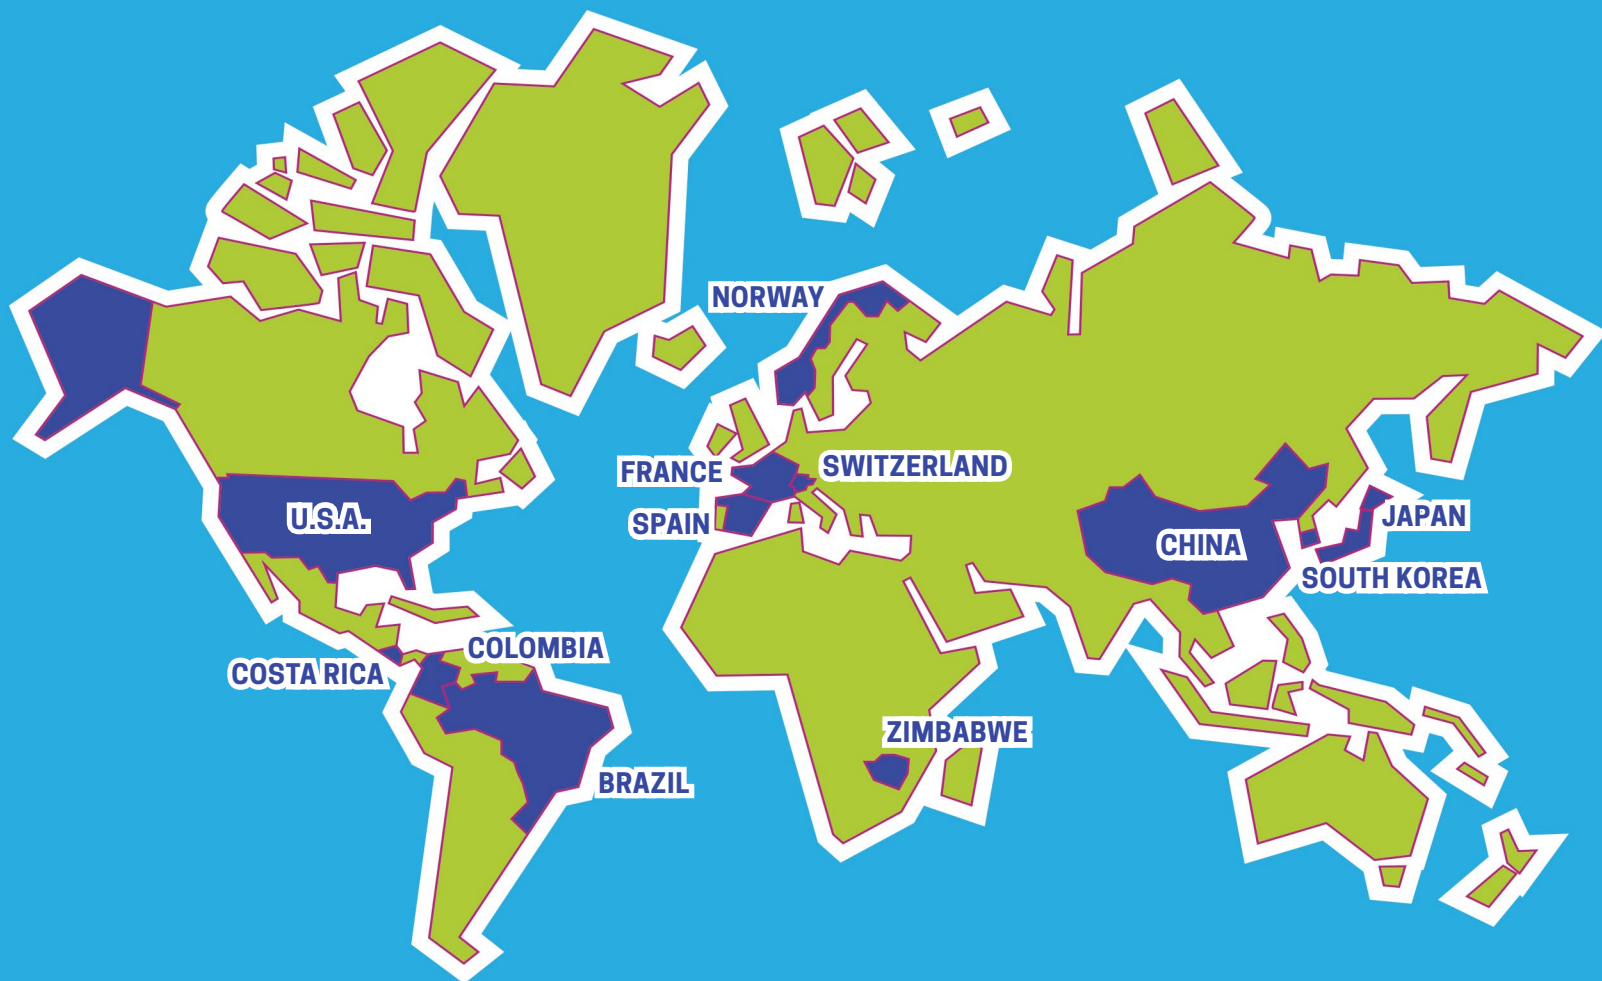 NORWAY
FRANCE
SWITZERLAND
SPAIN
U.S.A.
JAPAN
CHINA
SOUTH KOREA
COLOMBIA
COSTA RICA
ZIMBABWE
BRAZIL